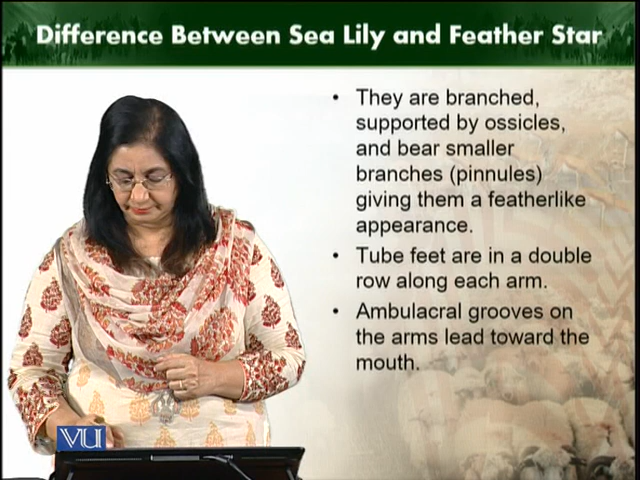 Difference Between Sea Lily and Feather Star
• They are branched,
supported by ossicles,
and bear smaller
branches (pinnules)
giving them a featherlike
appearance.
• Tube feet are in a double
row along each arm.
• Ambulacral grooves on
the arms lead toward the
mouth.
VU